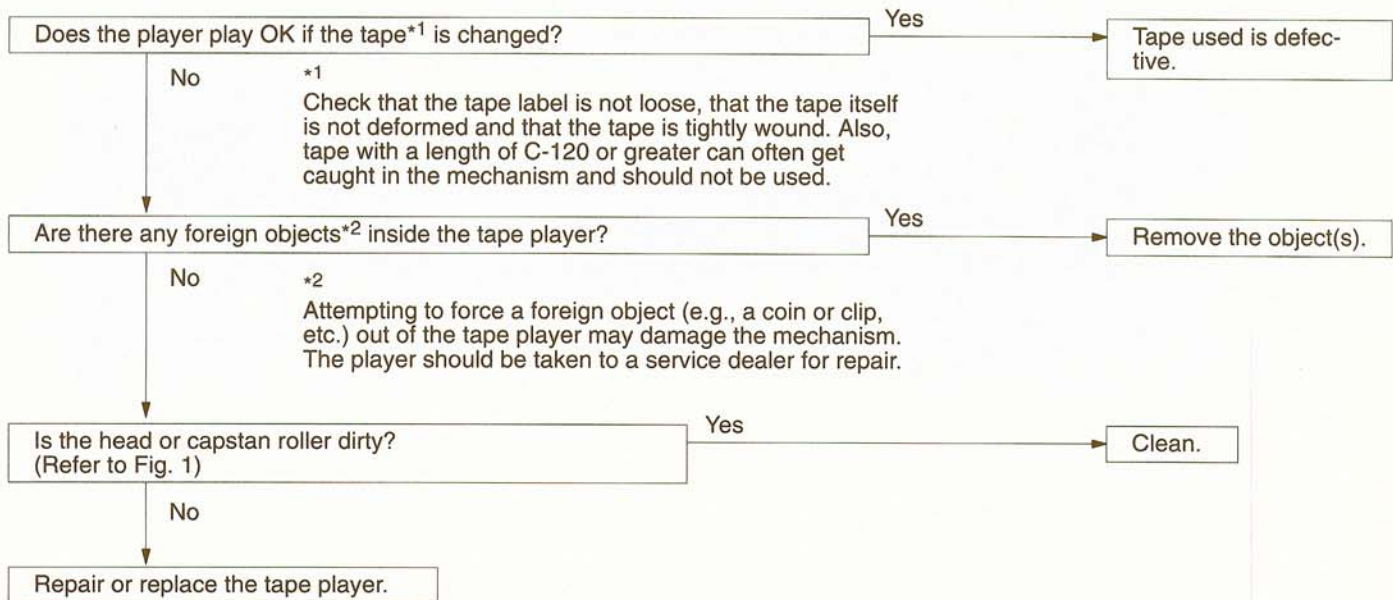 Does the player play OK if the tape*1 is changed?
Yes
Tape used is defec-
tive.
No
*1
Check that the tape label is not loose, that the tape itself
is not deformed and that the tape is tightly wound. Also,
tape with a length of C-120 or greater can often get
caught in the mechanism and should not be used.
Are there any foreign objects*2 inside the tape player?
Yes
Remove the object(s).
No
*2
Attempting to force a foreign object (e.g., a coin or clip,
etc.) out of the tape player may damage the mechanism.
The player should be taken to a service dealer for repair.
Is the head or capstan roller dirty?
(Refer to Fig. 1)
Yes
Clean.
No
Repair or replace the tape player.